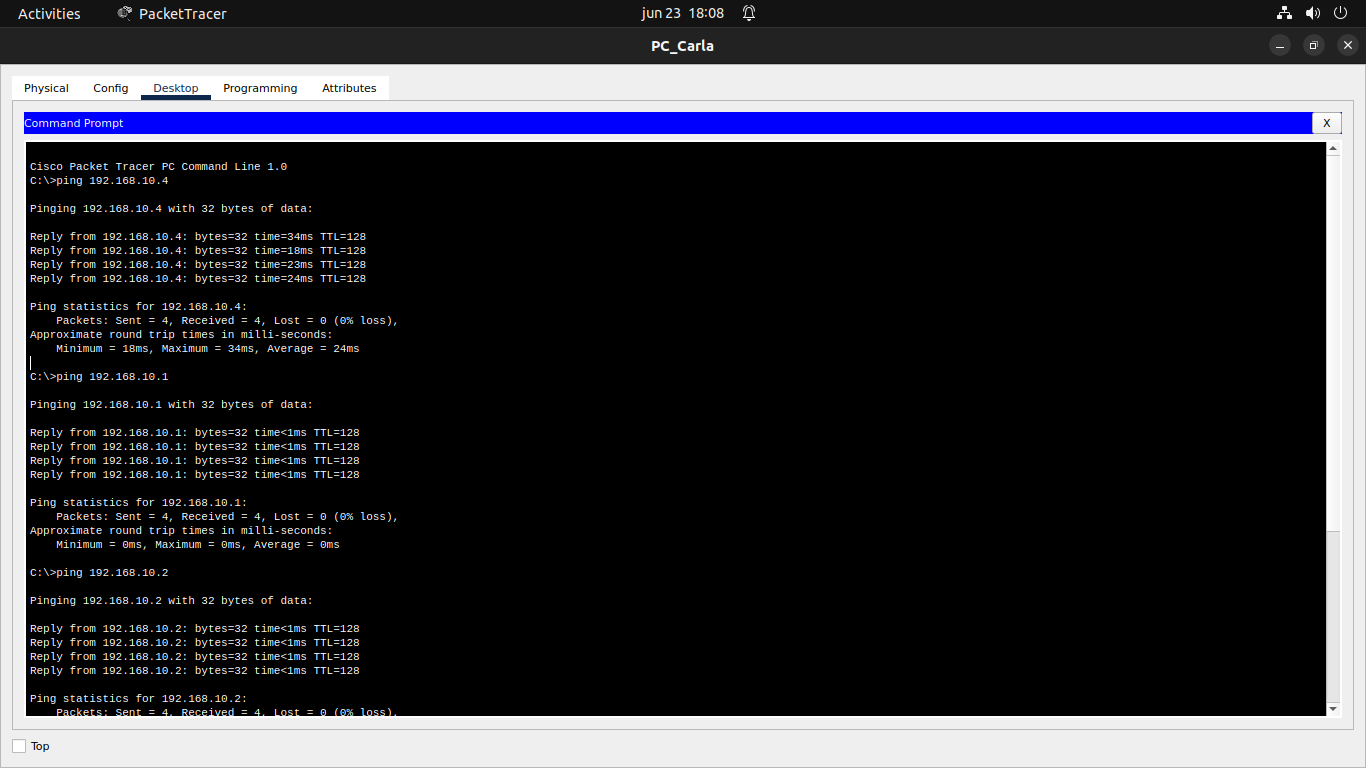 Activities PacketTracer jun 23 18:08
PC_Carla
Physical Config Desktop Programming Attributes
Command Prompt X
Cisco Packet Tracer PC Command Line 1.0
C:\>ping 192.168.10.4
Pinging 192.168.10.4 with 32 bytes of data:
Reply from 192.168.10.4: bytes=32 time=34ms TTL=128
Reply from 192.168.10.4: bytes=32 time=18ms TTL=128
Reply from 192.168.10.4: bytes=32 time=23ms TTL=128
Reply from 192.168.10.4: bytes=32 time=24ms TTL=128
Ping statistics for 192.168.10.4:
Packets: Sent = 4, Received = 4, Lost = 0 (0% loss),
Approximate round trip times in milli-seconds:
Minimum = 18ms, Maximum = 34ms, Average = 24ms
C:\>ping 192.168.10.1
Pinging 192.168.10.1 with 32 bytes of data:
Reply from 192.168.10.1: bytes=32 time<1ms TTL=128
Reply from 192.168.10.1: bytes=32 time<1ms TTL=128
Reply from 192.168.10.1: bytes=32 time<1ms TTL=128
Reply from 192.168.10.1: bytes=32 time<1ms TTL=128
Ping statistics for 192.168.10.1:
Packets: Sent = 4, Received = 4, Lost = 0 (0% loss),
Approximate round trip times in milli-seconds:
Minimum = 0ms, Maximum = 0ms, Average = 0ms
C:\>ping 192.168.10.2
Pinging 192.168.10.2 with 32 bytes of data:
Reply from 192.168.10.2: bytes=32 time<1ms TTL=128
Reply from 192.168.10.2: bytes=32 time<1ms TTL=128
Reply from 192.168.10.2: bytes=32 time<1ms TTL=128
Reply from 192.168.10.2: bytes=32 time<1ms TTL=128
Ping statistics for 192.168.10.2:
Packets: Sent = 4, Received = 4, Lost = 0 (0% loss),
Top